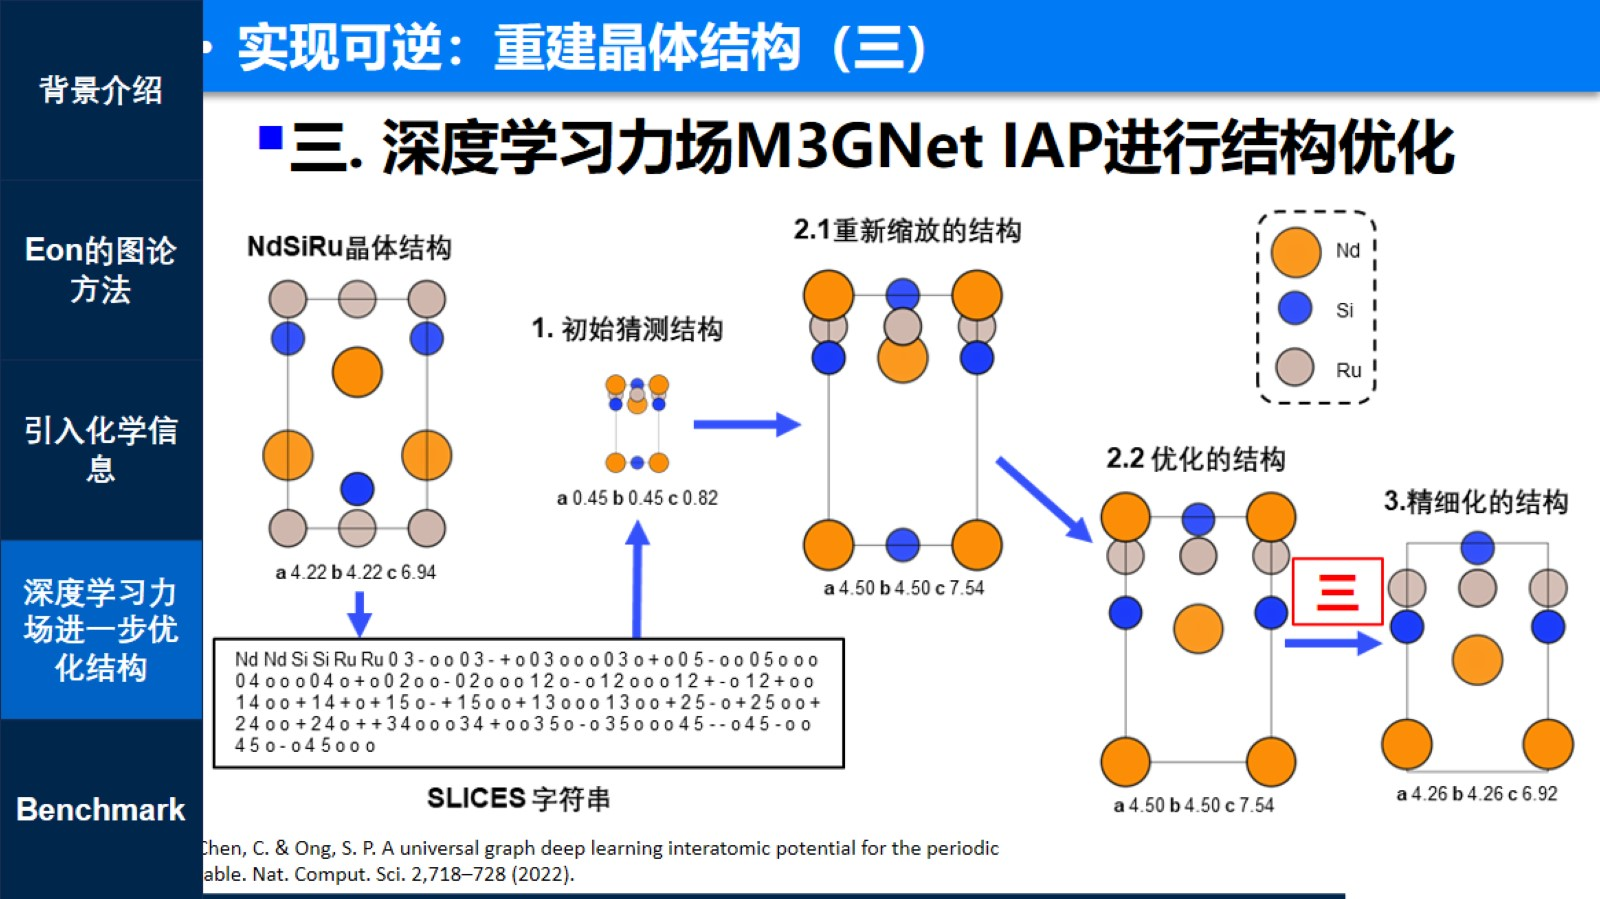 背景介绍
Eon的图论
方法
引入化学信
息
深度学习力
场进一步优
化结构
Benchmark
• 实现可逆：重建晶体结构（三）
三. 深度学习力场M3GNet IAP进行结构优化
NdSiRu晶体结构
a 4.22 b 4.22 c 6.94
1. 初始猜测结构
a 0.45 b 0.45 c 0.82
2.1重新缩放的结构
a 4.50 b 4.50 c 7.54
Nd
Si
Ru
2.2 优化的结构
a 4.50 b 4.50 c 7.54
三
3.精细化的结构
a 4.26 b 4.26 c 6.92
Nd Nd Si Si Ru Ru 0 3 - o o 0 3 - + o 0 3 o o o 0 3 o + o 0 5 - o o 0 5 o o o
0 4 o o o 0 4 o + o 0 2 o o - 0 2 o o o 1 2 o - o 1 2 o o o 1 2 + - o 1 2 + o o
1 4 o o + 1 4 + o + 1 5 o - + 1 5 o o + 1 3 o o o 1 3 o o + 2 5 - o + 2 5 o o +
2 4 o o + 2 4 o + + 3 4 o o o 3 4 + o o 3 5 o - o 3 5 o o o 4 5 - - o 4 5 - o o
4 5 o - o 4 5 o o o
SLICES 字符串
Chen, C. & Ong, S. P. A universal graph deep learning interatomic potential for the periodic
able. Nat. Comput. Sci. 2,718–728 (2022).